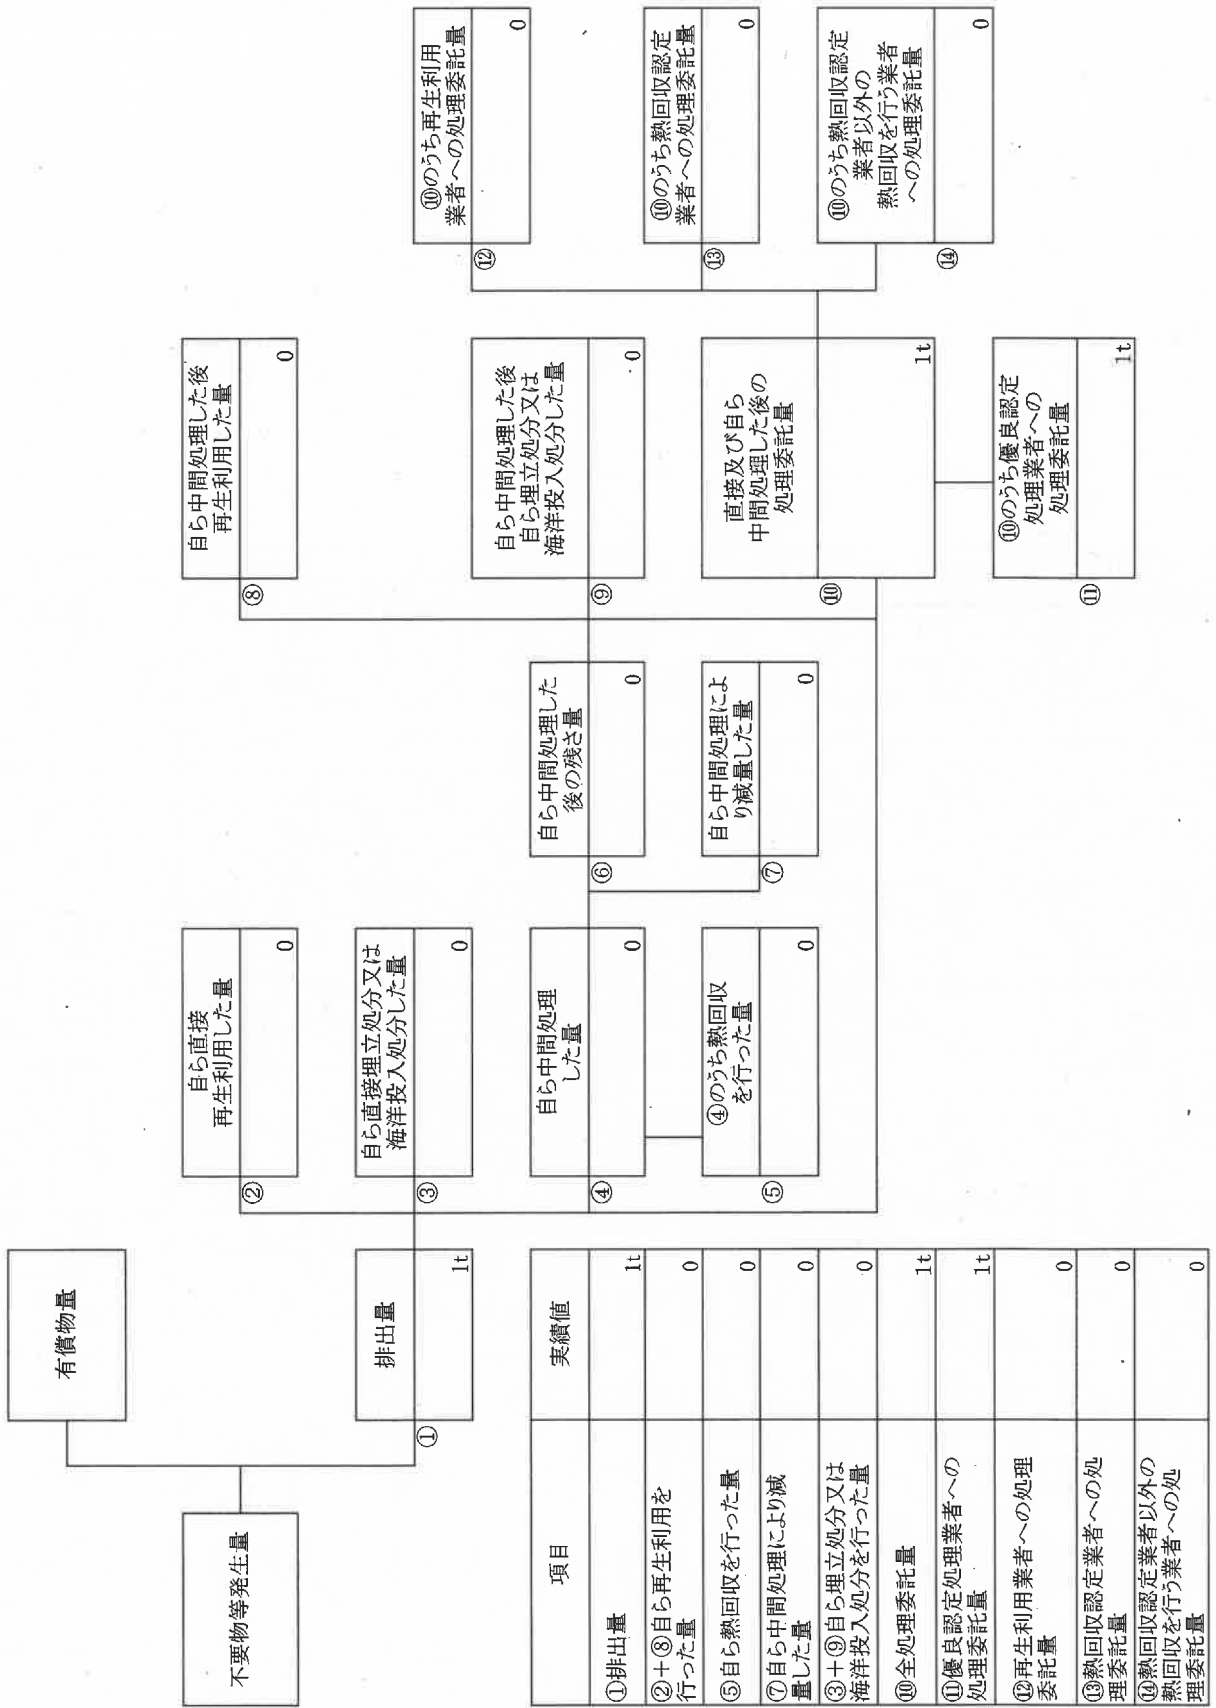 有償物量
不要物等発生量
排出量
①
1t
自ら直接
再生利用した量
②
0
自ら直接埋立処分又は
海洋投入処分した量
③
0
自ら中間処理
した量
④
0
④のうち熱回収
を行った量
⑤
0
自ら中間処理した
後の残さ量
⑥
0
自ら中間処理によ
り減量した量
⑦
0
自ら中間処理した後
再生利用した量
⑧
0
自ら中間処理した後
自ら埋立処分又は
海洋投入処分した量
⑨
0
直接及び自ら
中間処理した後の
処理委託量
⑩
1t
⑩のうち優良認定
処理業者への
処理委託量
⑪
1t
⑩のうち再生利用
業者への処理委託量
⑫
0
⑩のうち熱回収認定
業者への処理委託量
⑬
0
⑩のうち熱回収認定
業者以外の
熱回収を行う業者
への処理委託量
⑭
0
項目 実績値
①排出量 1t
②+⑧自ら再生利用を
行った量 0
⑤自ら熱回収を行った量 0
⑦自ら中間処理により減
量した量 0
③+⑨自ら埋立処分又は
海洋投入処分を行った量 0
⑩全処理委託量 1t
⑪優良認定処理業者への
処理委託量 1t
⑫再生利用業者への処理
委託量 0
⑬熱回収認定業者への処
理委託量 0
⑭熱回収認定業者以外の
熱回収を行う業者への処
理委託量 0